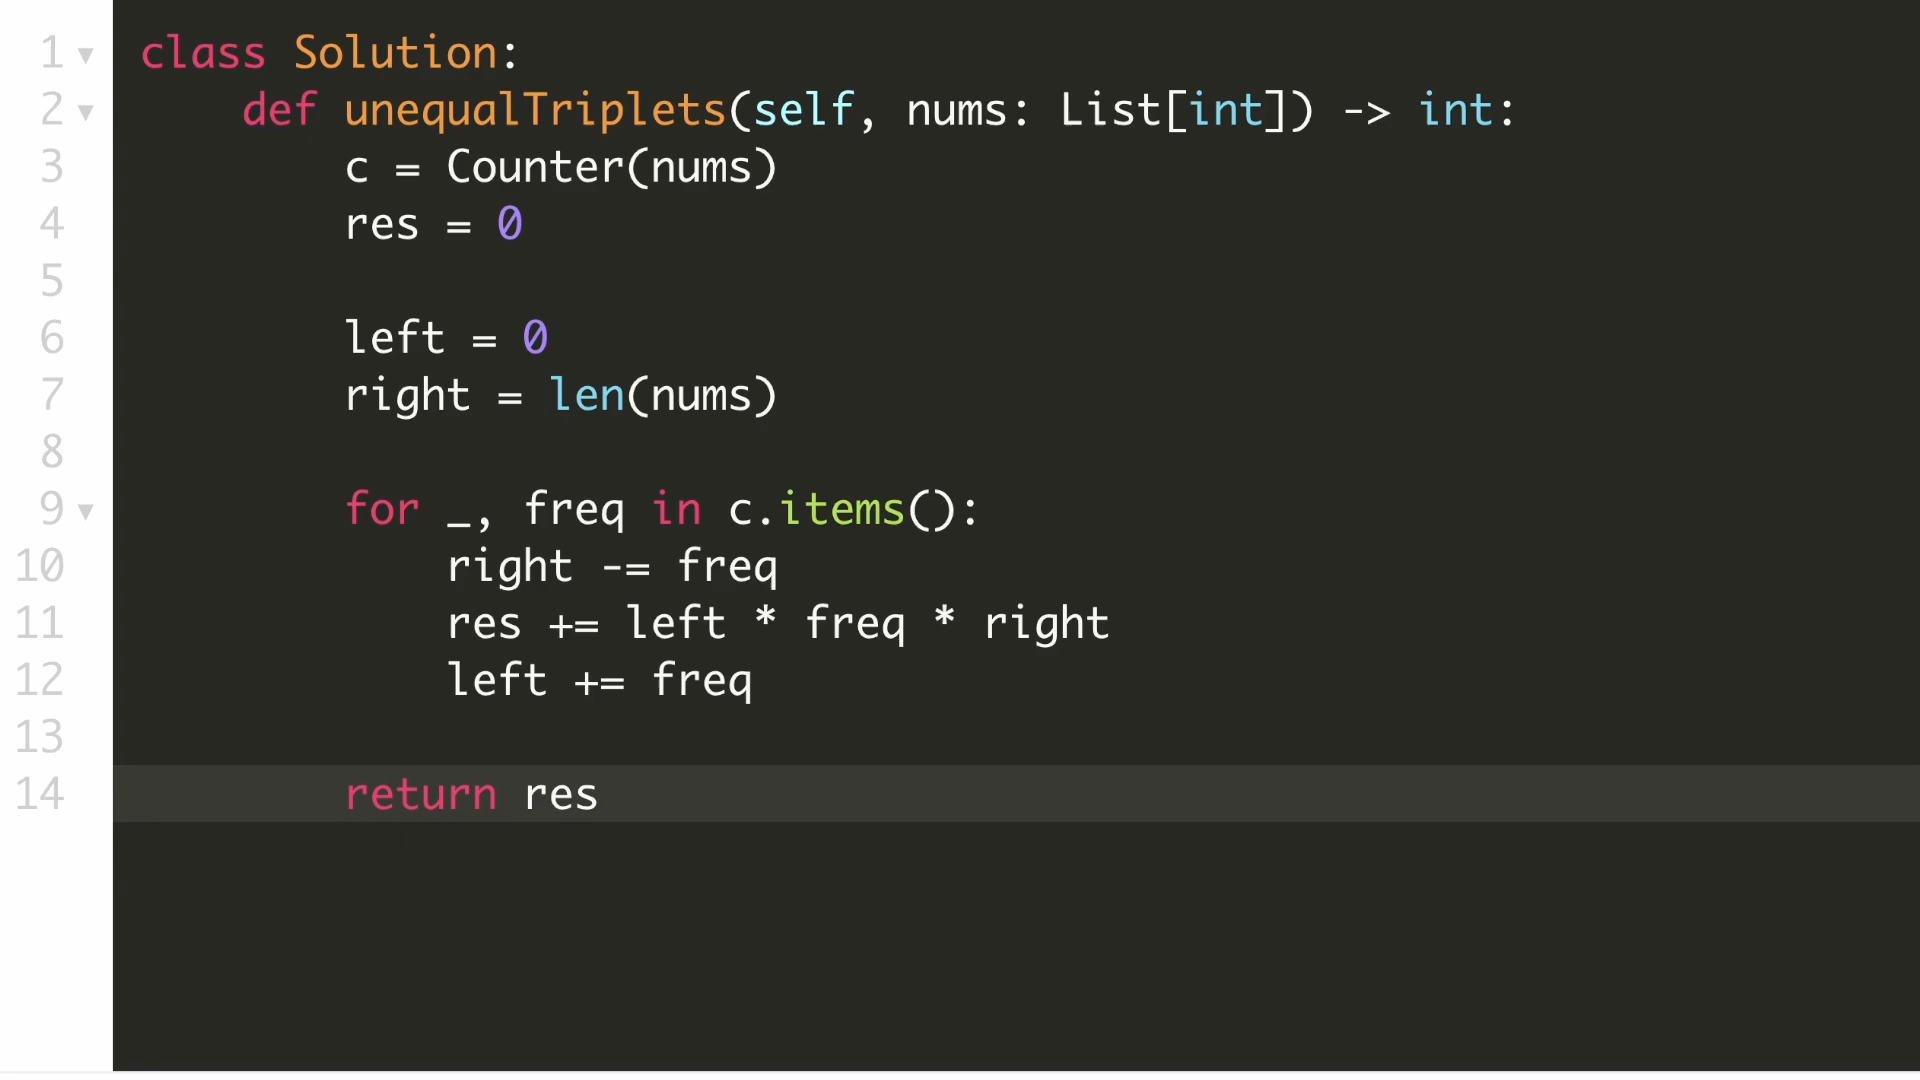 1 class Solution:
2 def unequalTriplets(self, nums: List[int]) -> int:
3 c = Counter(nums)
4 res = 0
5
6 left = 0
7 right = len(nums)
8
9 for _, freq in c.items():
10 right -= freq
11 res += left * freq * right
12 left += freq
13
14 return res